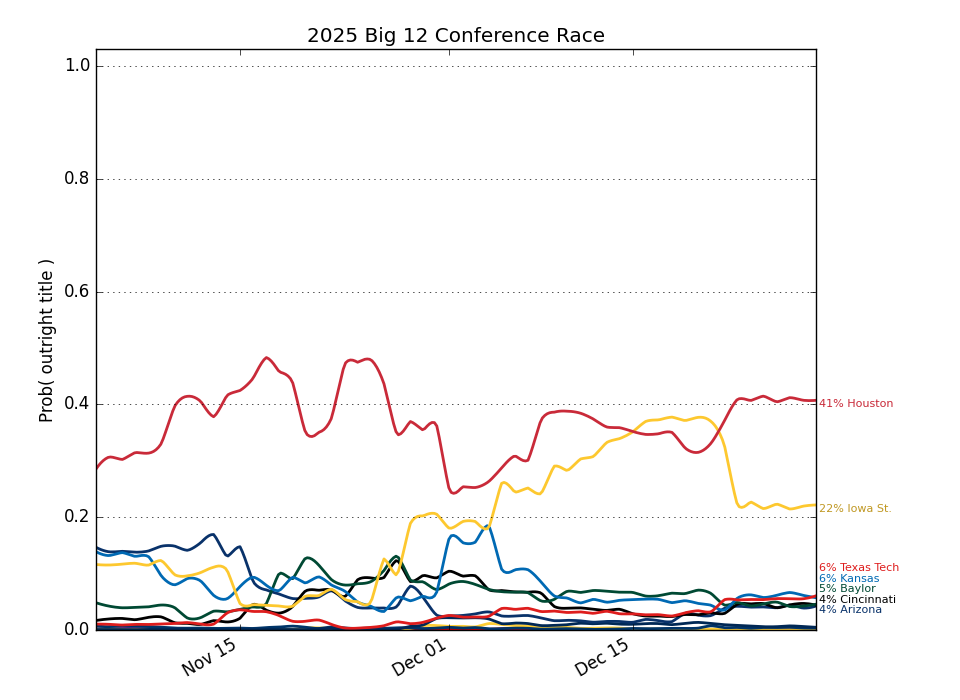 2025 Big 12 Conference Race
Prob( outright title )
1.0
0.8
0.6
0.4
0.2
0.0
Nov 15
Dec 01
Dec 15
41% Houston
22% Iowa St.
6% Texas Tech
6% Kansas
5% Baylor
4% Cincinnati
4% Arizona